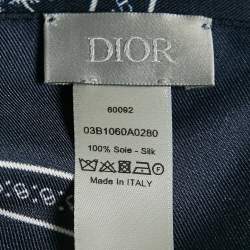 DIOR
60092
03B1060A0280
100% Soie - Silk
Made in ITALY